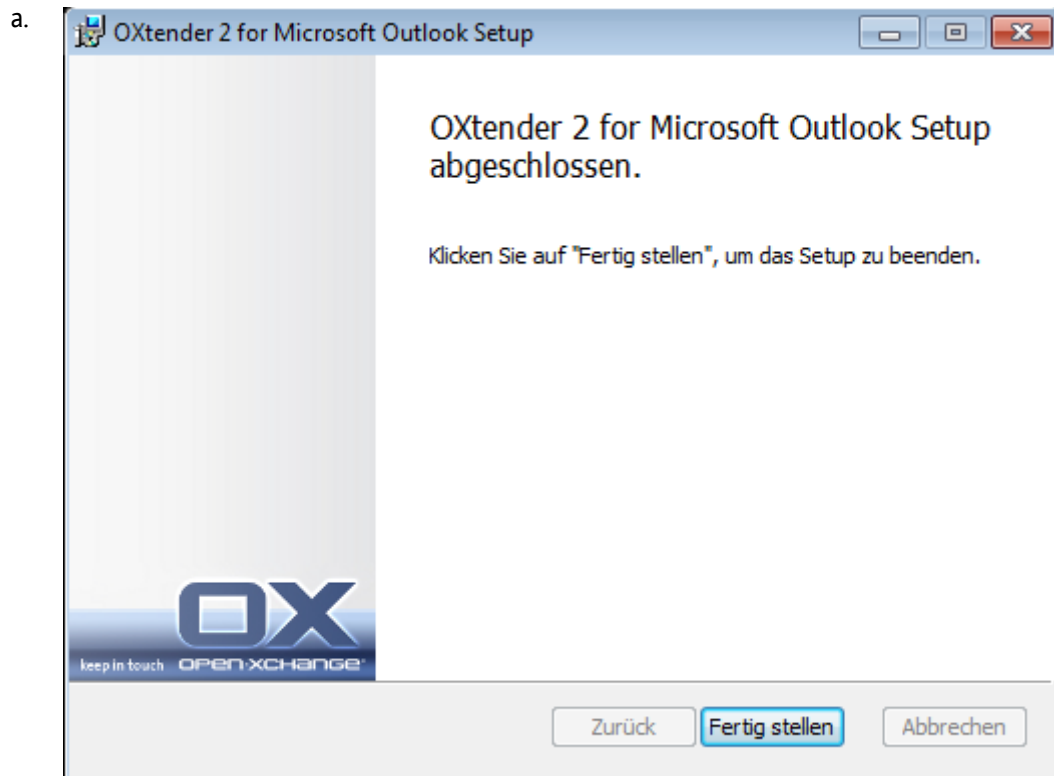 a.
OXtender 2 for Microsoft Outlook Setup
OXtender 2 for Microsoft Outlook Setup
abgeschlossen.
Klicken Sie auf "Fertig stellen", um das Setup zu beenden.
OX
keep in touch OPEN-XCHANGE
Zurück Fertig stellen Abbrechen